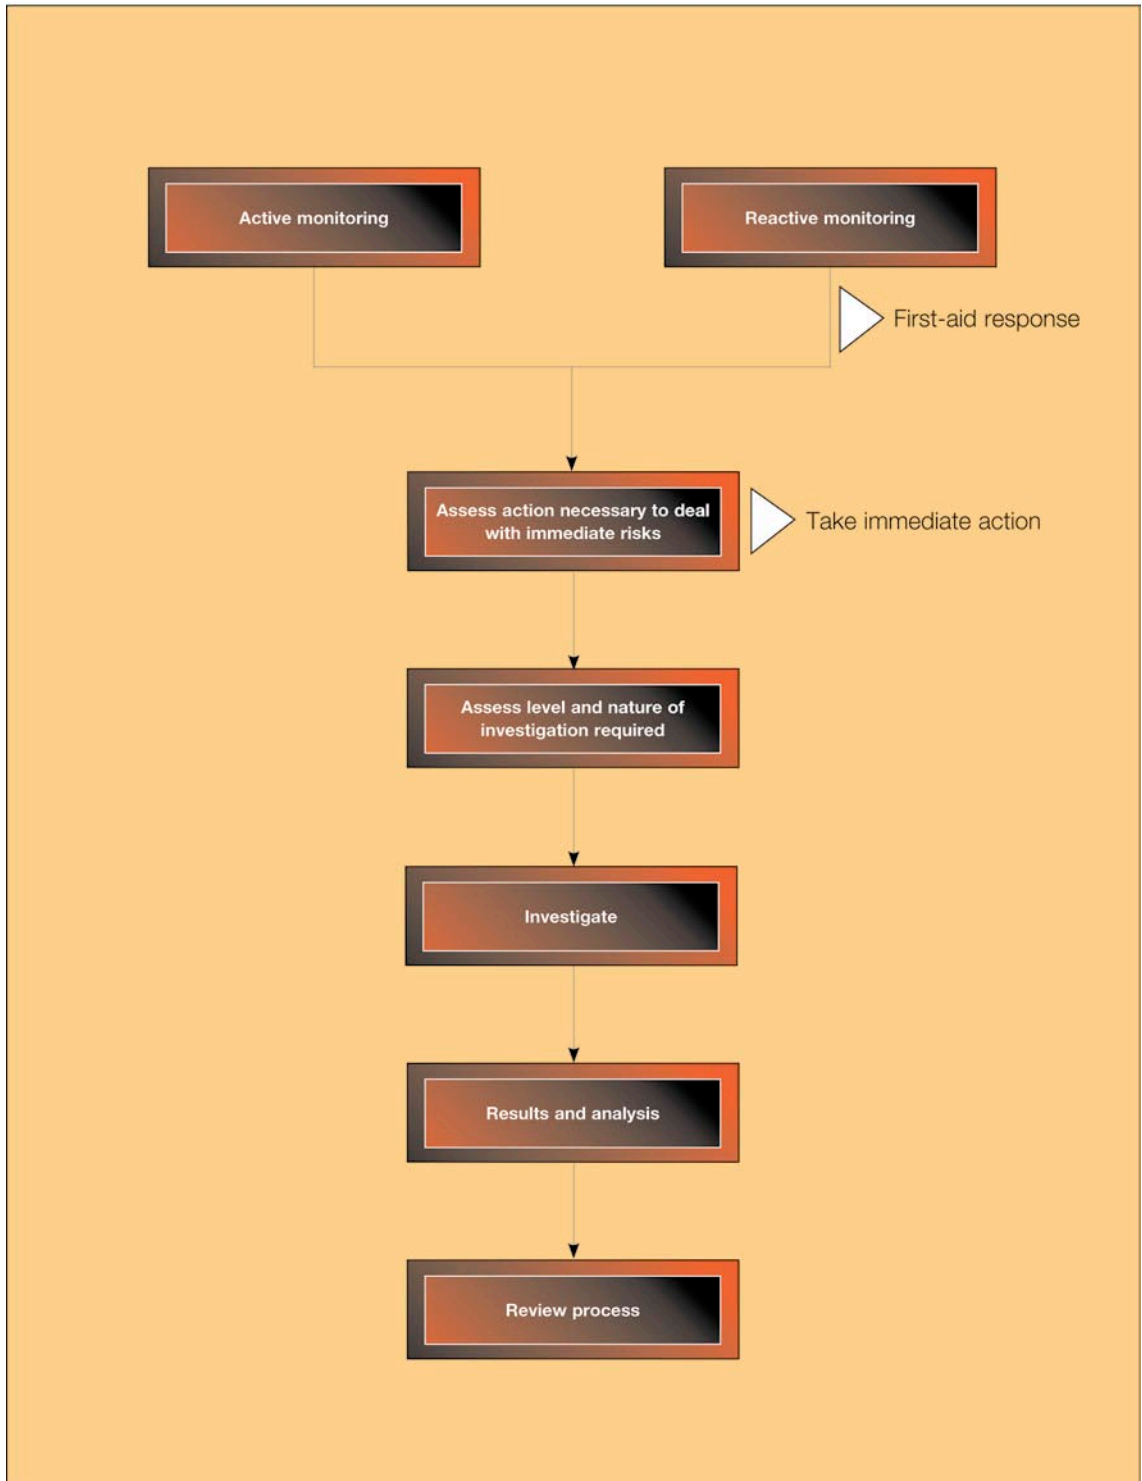 Active monitoring
Reactive monitoring
First-aid response
Assess action necessary to deal
with immediate risks
Take immediate action
Assess level and nature of
investigation required
Investigate
Results and analysis
Review process